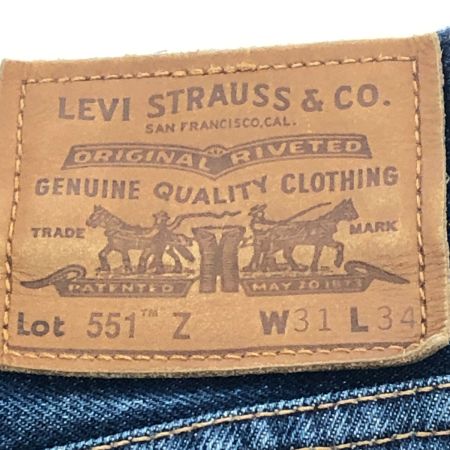 LEVI STRAUSS & CO.
SAN FRANCISCO, CAL.
ORIGINAL RIVETED
GENUINE QUALITY CLOTHING
TRADE MARK
PATENTED MAY 20 1873
Lot 551™ Z W31 L34